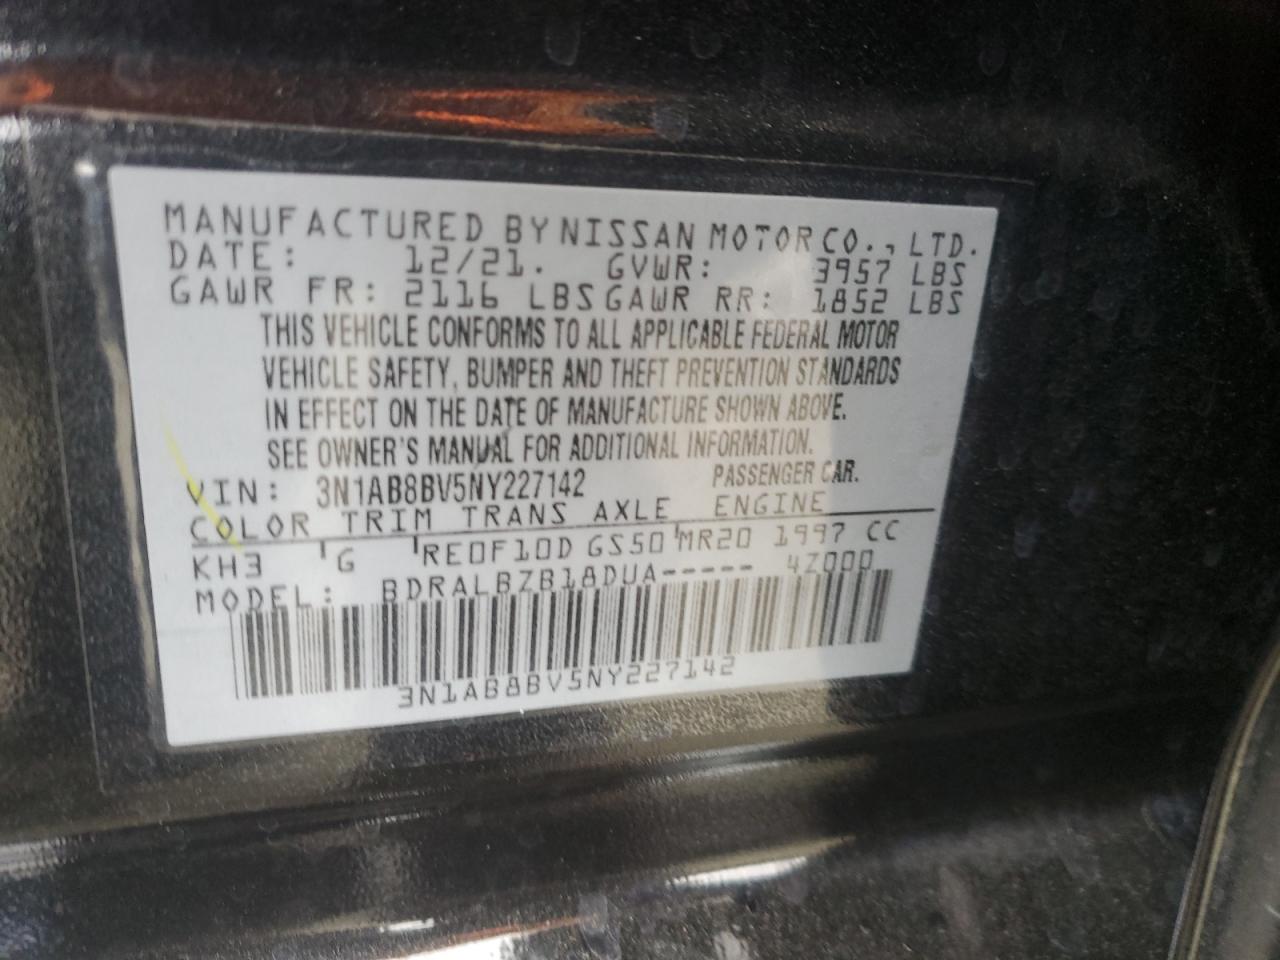 MANUFACTURED BY NISSAN MOTOR CO., LTD.
DATE: 12/21. GVWR: 3957 LBS
GAWR FR: 2116 LBS GAWR RR: 1852 LBS
THIS VEHICLE CONFORMS TO ALL APPLICABLE FEDERAL MOTOR
VEHICLE SAFETY, BUMPER AND THEFT PREVENTION STANDARDS
IN EFFECT ON THE DATE OF MANUFACTURE SHOWN ABOVE.
SEE OWNER'S MANUAL FOR ADDITIONAL INFORMATION.
VIN: 3N1AB8BV5NY227142 PASSENGER CAR.
COLOR TRIM TRANS AXLE ENGINE
KH3 G RE0F10D GS50 MR20 1997 CC
MODEL: BDRALBZB18DUA----- 4Z000
3N1AB8BV5NY227142